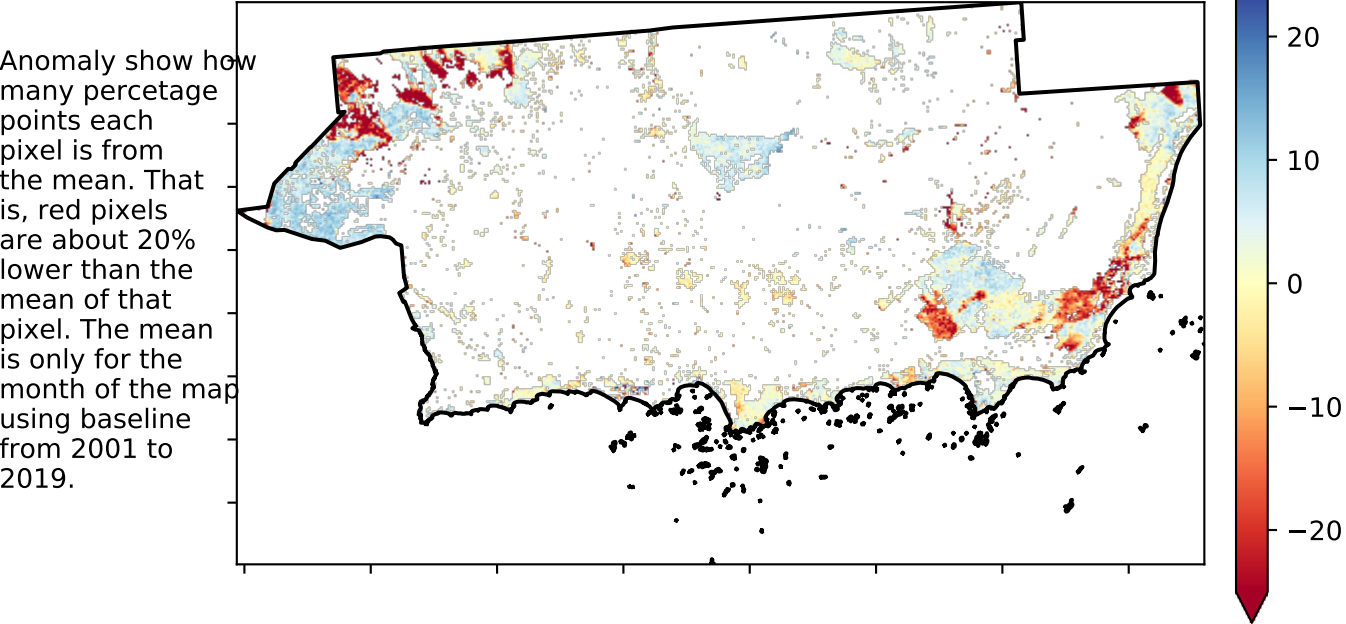 Anomaly show how
many percetage
points each
pixel is from
the mean. That
is, red pixels
are about 20%
lower than the
mean of that
pixel. The mean
is only for the
month of the map
using baseline
from 2001 to
2019.
20
10
0
−10
−20